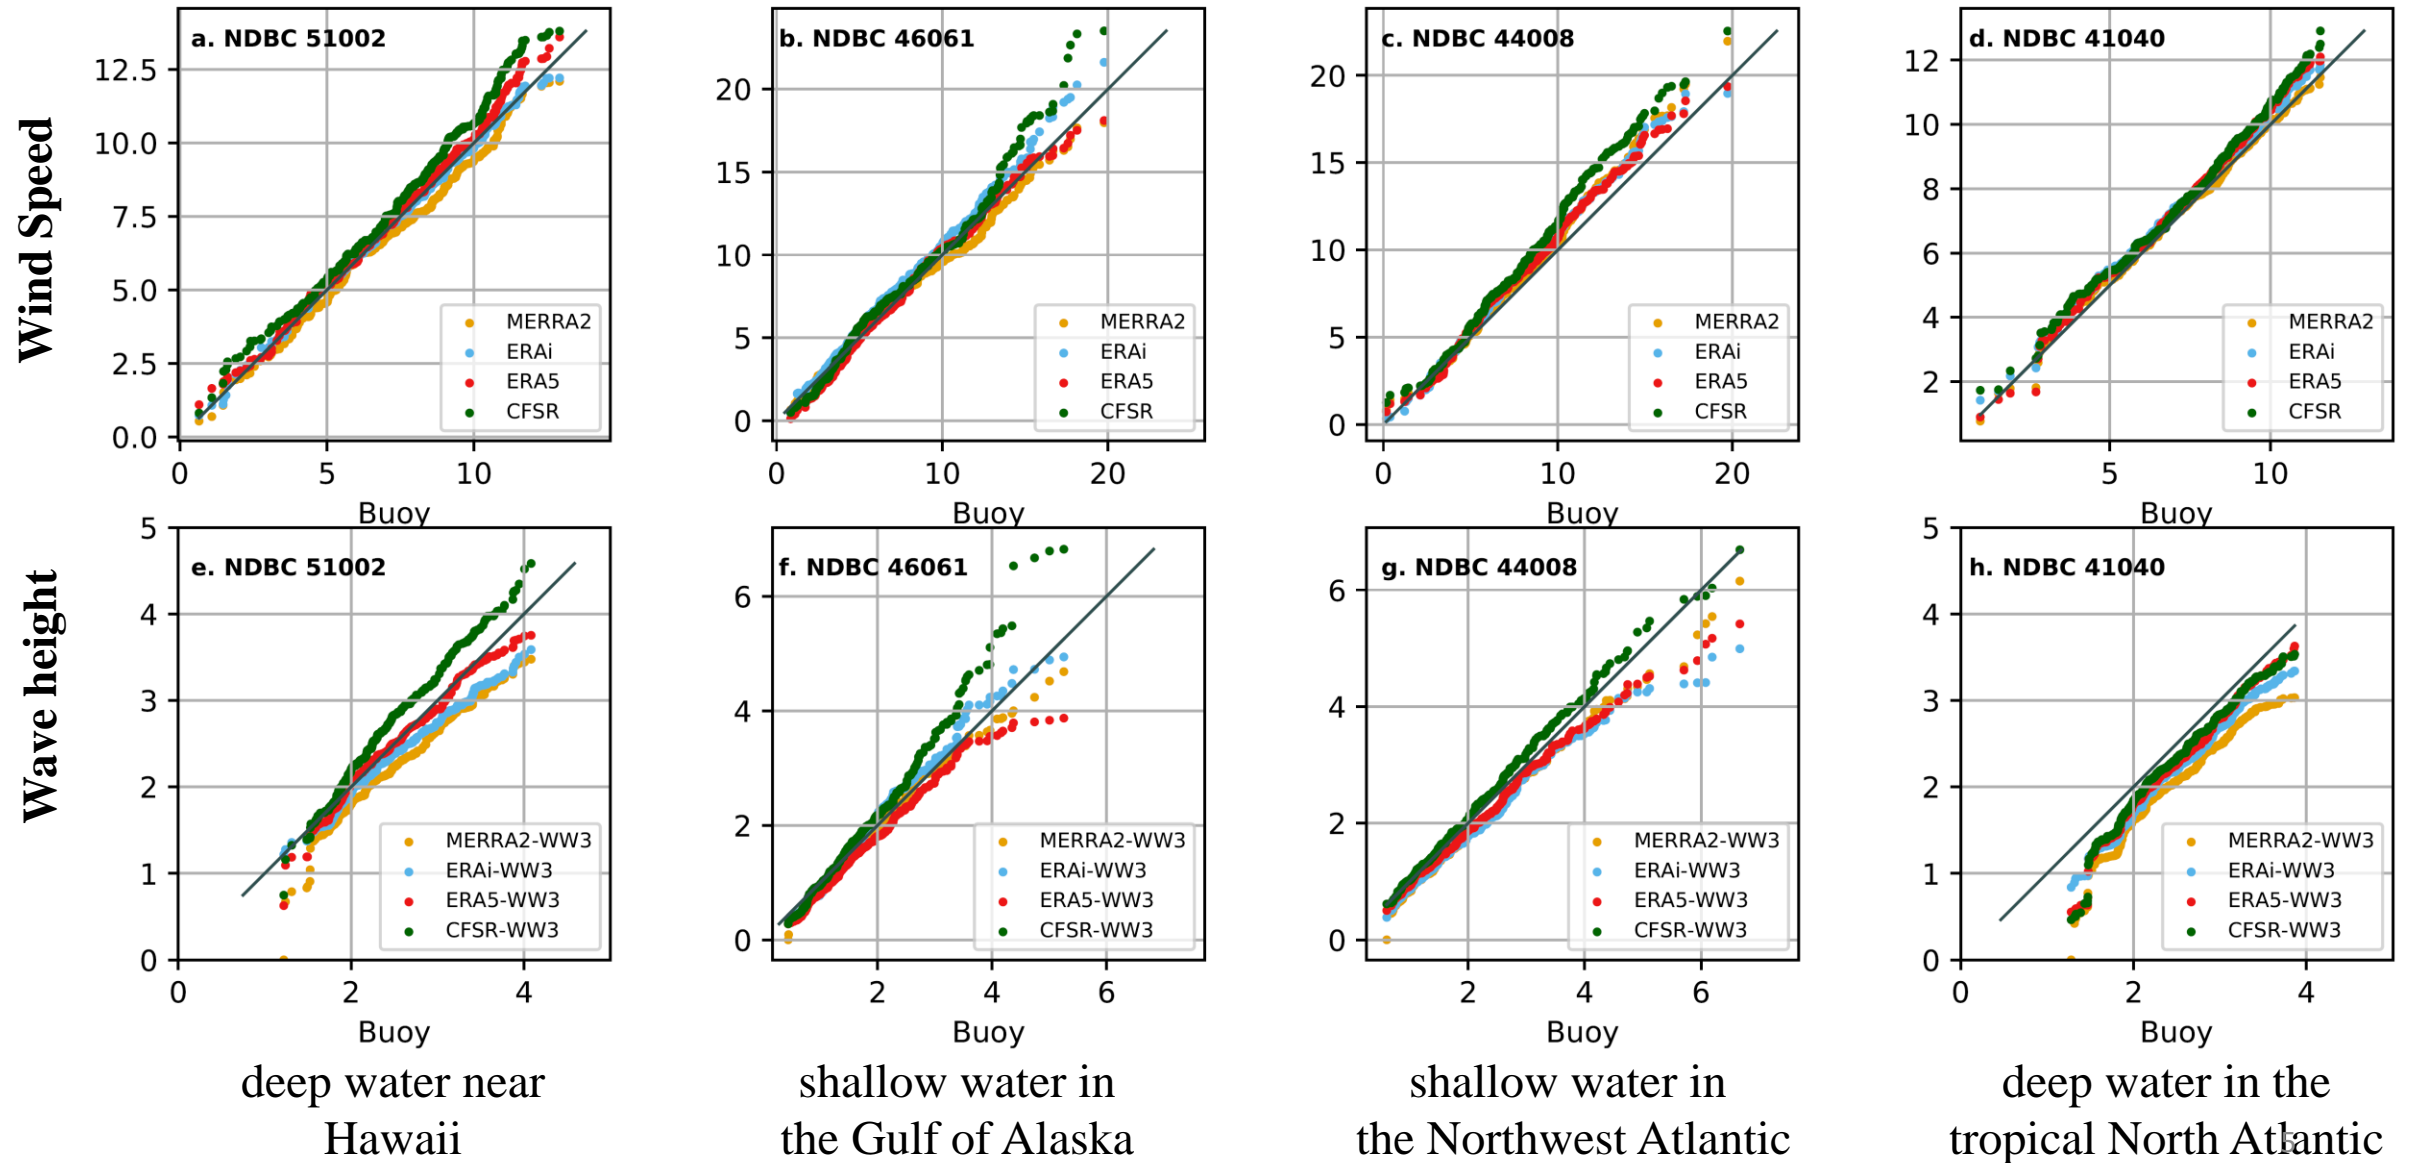 Wind Speed
a. NDBC 51002
12.5
10.0
7.5
5.0
2.5
0.0
MERRA2
ERAi
ERA5
CFSR
0 5 10
Buoy
b. NDBC 46061
20
15
10
5
0
MERRA2
ERAi
ERA5
CFSR
0 10 20
Buoy
c. NDBC 44008
20
15
10
5
0
MERRA2
ERAi
ERA5
CFSR
0 10 20
Buoy
d. NDBC 41040
12
10
8
6
4
2
MERRA2
ERAi
ERA5
CFSR
5 10
Buoy
Wave height
e. NDBC 51002
5
4
3
2
1
0
MERRA2-WW3
ERAi-WW3
ERA5-WW3
CFSR-WW3
0 2 4
Buoy
f. NDBC 46061
6
4
2
0
MERRA2-WW3
ERAi-WW3
ERA5-WW3
CFSR-WW3
2 4 6
Buoy
g. NDBC 44008
6
4
2
0
MERRA2-WW3
ERAi-WW3
ERA5-WW3
CFSR-WW3
2 4 6
Buoy
h. NDBC 41040
5
4
3
2
1
0
MERRA2-WW3
ERAi-WW3
ERA5-WW3
CFSR-WW3
0 2 4
Buoy
deep water near
Hawaii
shallow water in
the Gulf of Alaska
shallow water in
the Northwest Atlantic
deep water in the
tropical North Atlantic
5